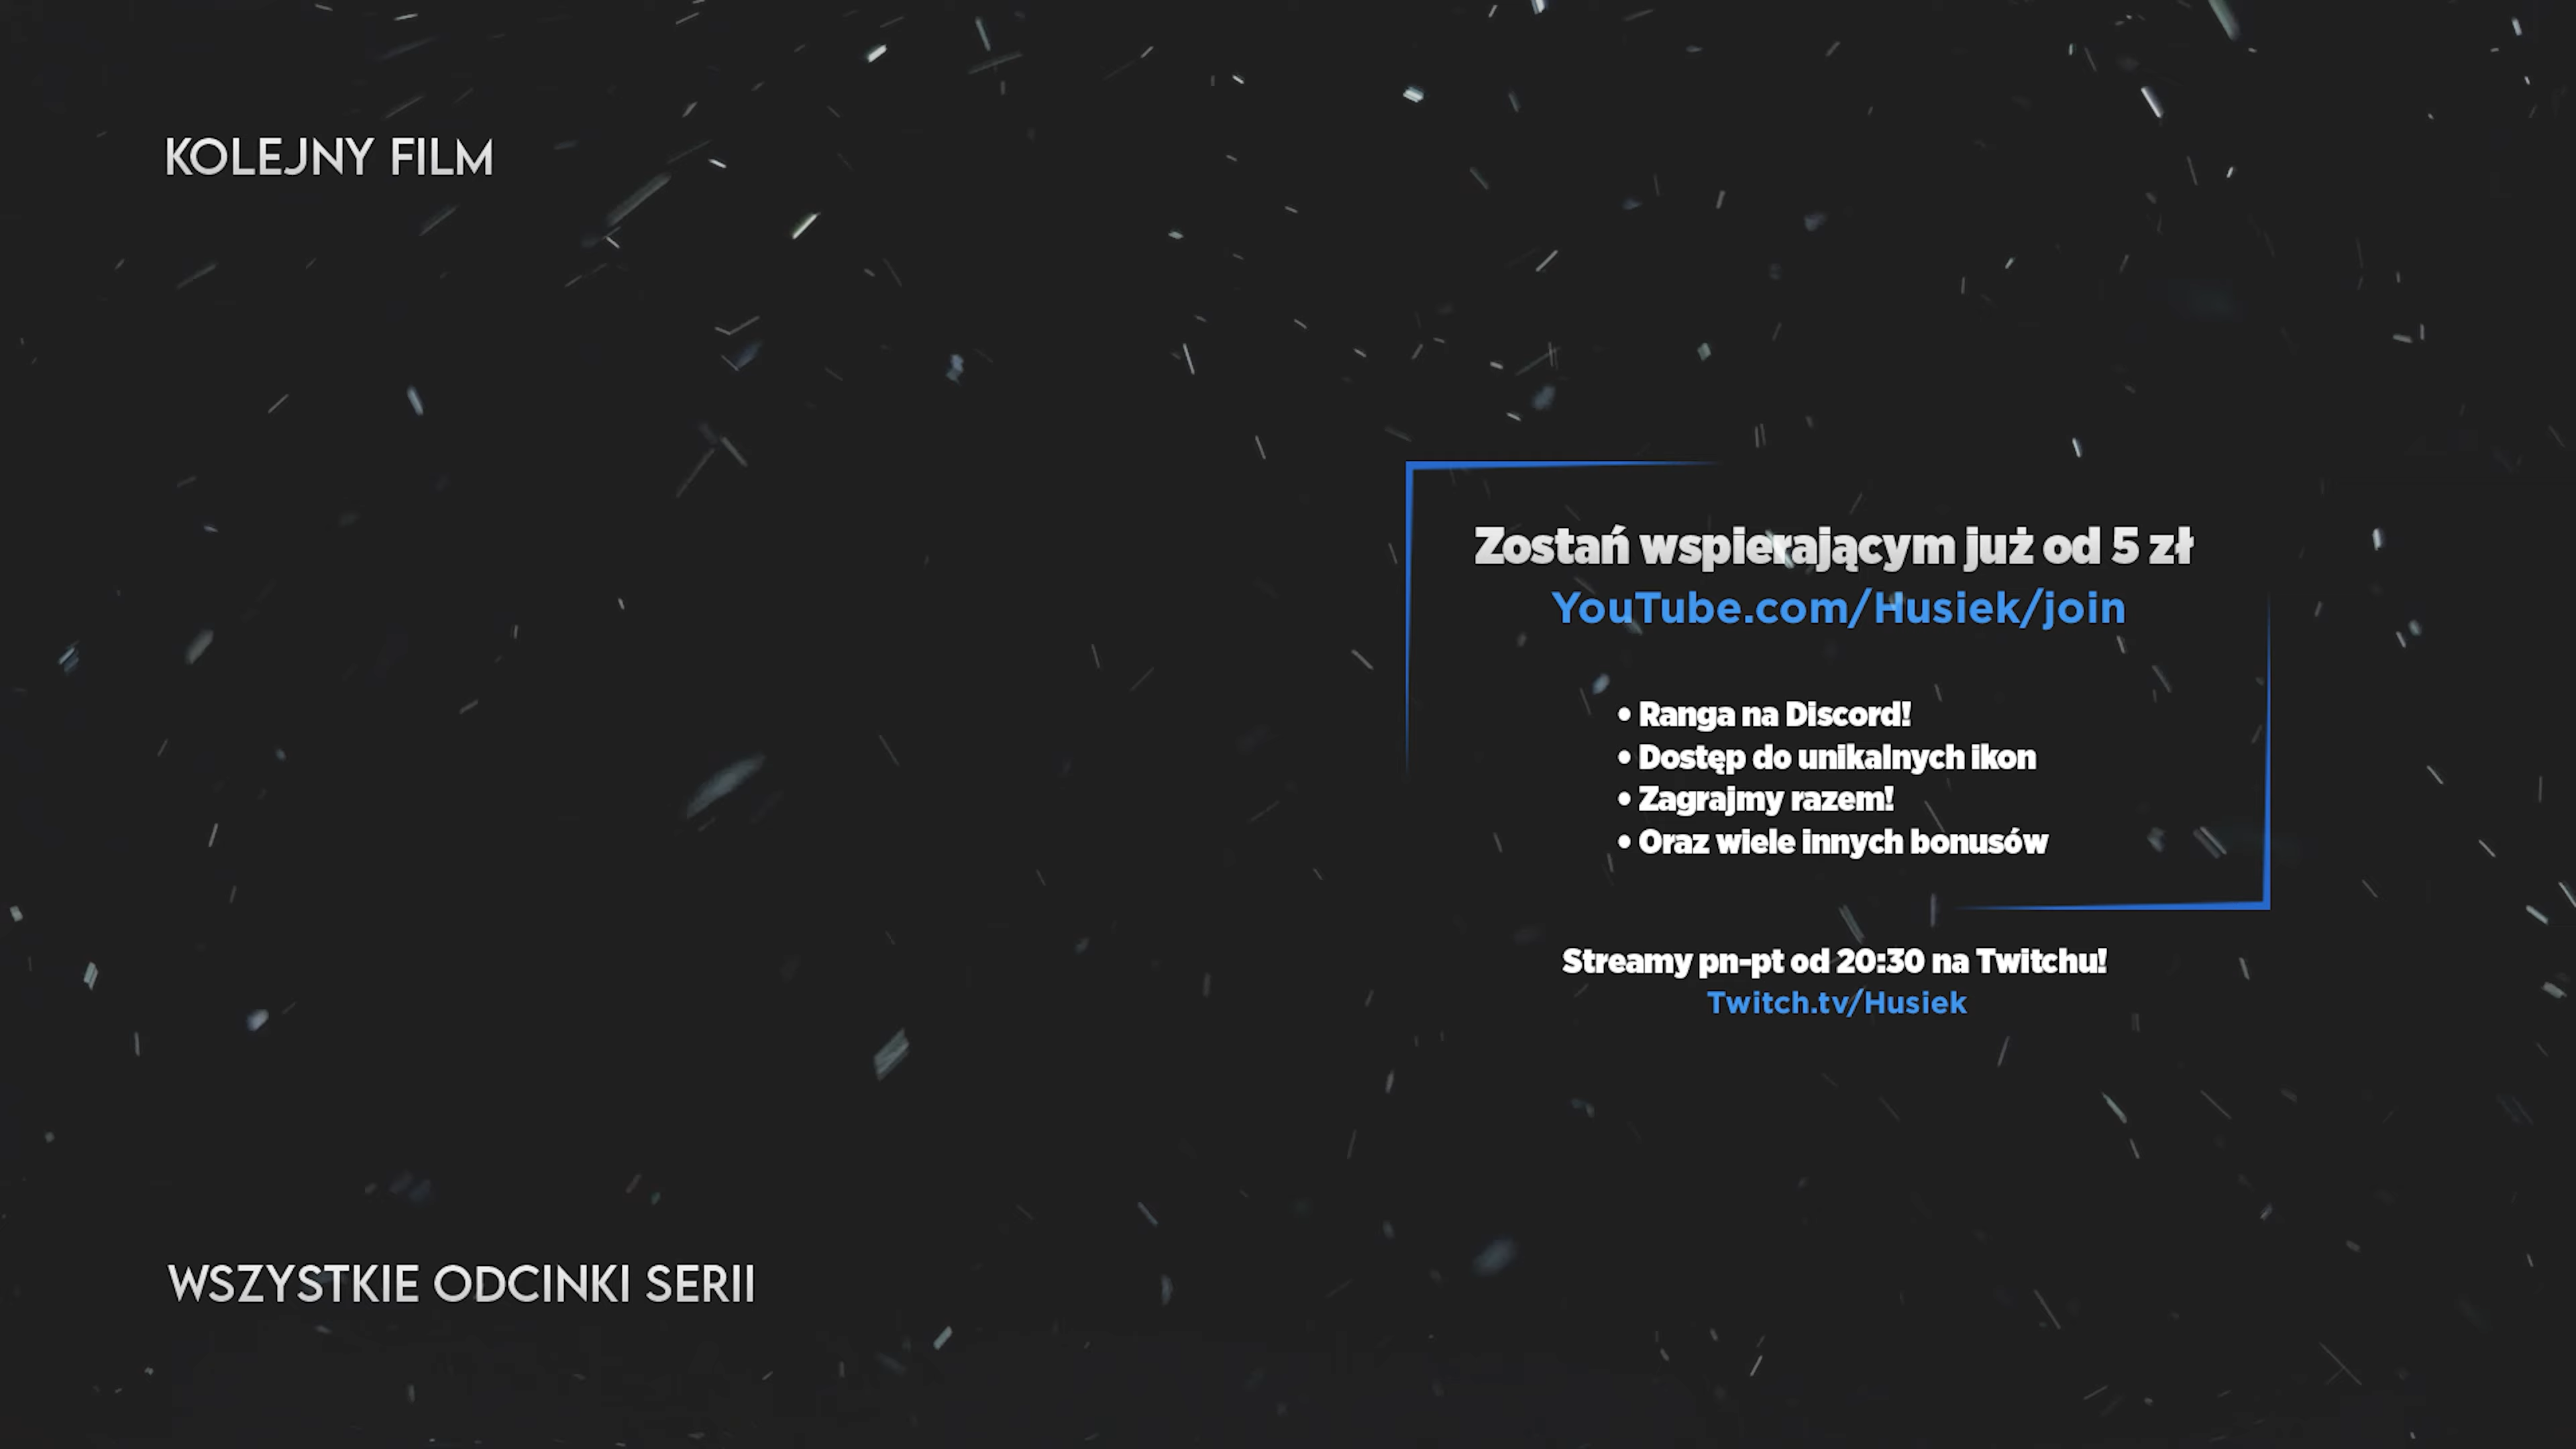 KOLEJNY FILM
Zostań wspierającym już od 5 zł
YouTube.com/Husiek/join
• Ranga na Discord!
• Dostęp do unikalnych ikon
• Zagrajmy razem!
• Oraz wiele innych bonusów
Streamy pn-pt od 20:30 na Twitchu!
Twitch.tv/Husiek
WSZYSTKIE ODCINKI SERII